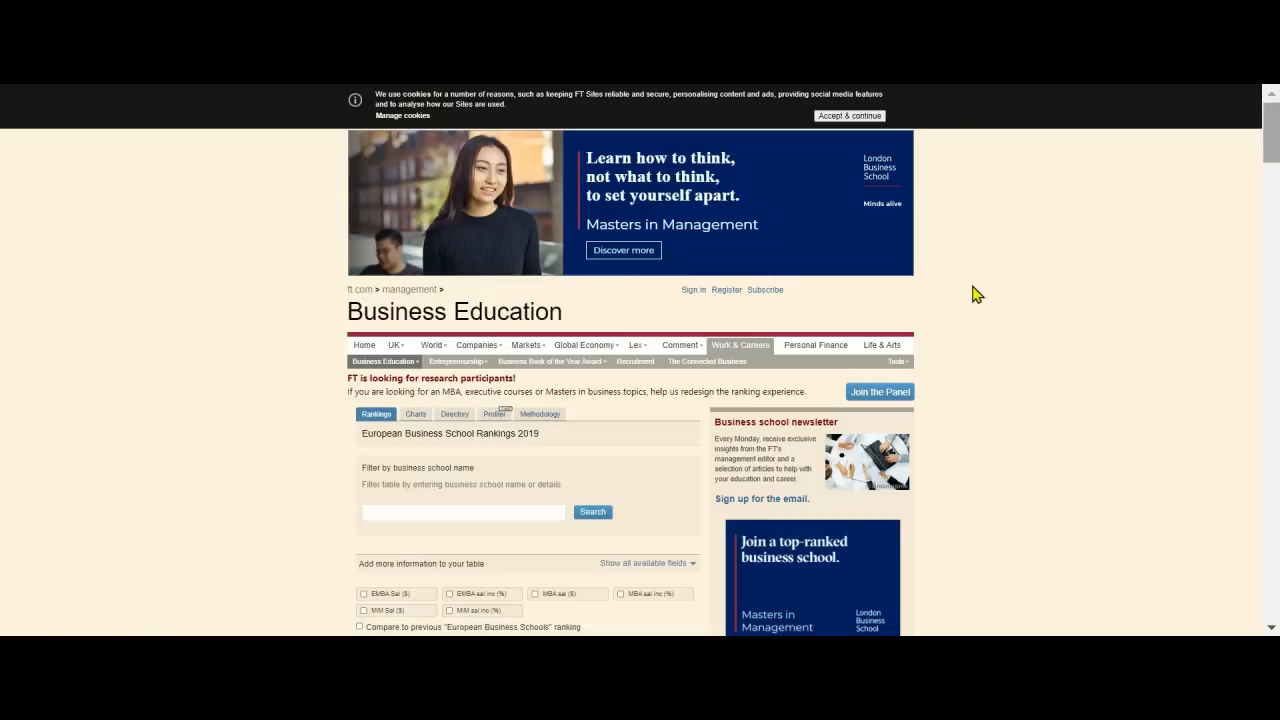 We use cookies for a number of reasons, such as keeping FT Sites reliable and secure, personalising content and ads, providing social media features
and to analyse how our Sites are used.
Manage cookies
Accept & continue
Learn how to think,
not what to think,
to set yourself apart.
Masters in Management
Discover more
London
Business
School
Minds alive
ft.com > management >
Sign in Register Subscribe
Business Education
Home UK World Companies Markets Global Economy Lex Comment Work & Careers Personal Finance Life & Arts
Business Education Entrepreneurship Business Book of the Year Award Recruitment The Connected Business Tools
FT is looking for research participants!
If you are looking for an MBA, executive courses or Masters in business topics, help us redesign the ranking experience.
Join the Panel
Rankings Charts Directory Profiler Methodology
European Business School Rankings 2019
Filter by business school name
Filter table by entering business school name or details
Search
Add more information to your table
Show all available fields
EMBA Sal ($) EMBA sal inc (%) MBA sal ($) MBA sal inc (%)
MiM Sal ($) MiM sal inc (%)
Compare to previous "European Business Schools" ranking
Business school newsletter
Every Monday, receive exclusive
insights from the FT's
management editor and a
selection of articles to help with
your education and career.
Sign up for the email.
Join a top-ranked
business school.
Masters in
Management
London
Business
School